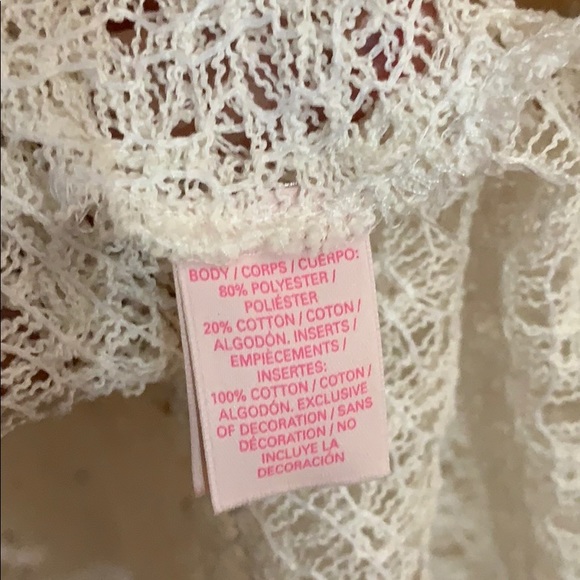 BODY / CORPS / CUERPO:
80% POLYESTER /
POLIÉSTER
20% COTTON / COTON /
ALGODÓN. INSERTS /
EMPIÈCEMENTS /
INSERTES:
100% COTTON / COTON /
ALGODÓN. EXCLUSIVE
OF DECORATION / SANS
DÉCORATION / NO
INCLUYE LA
DECORACIÓN